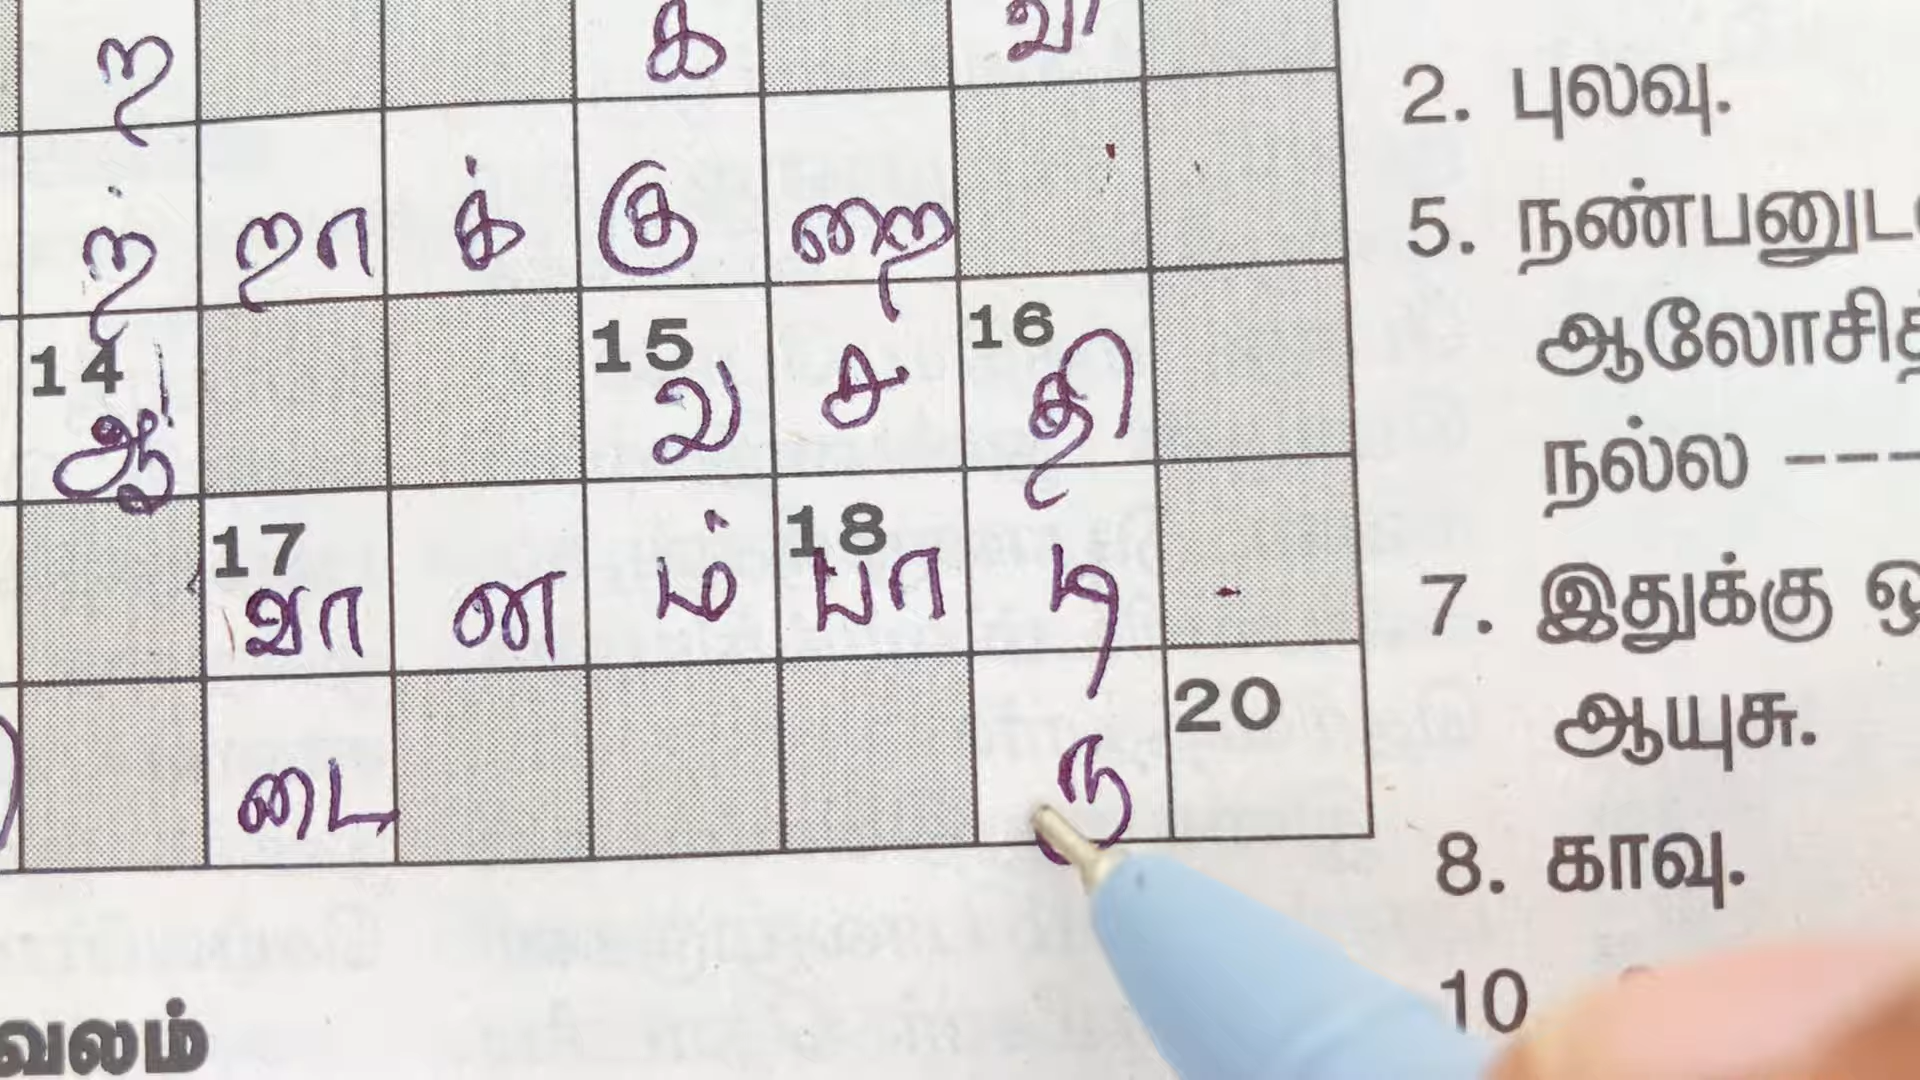 ற க வா
ற் றா க் கு றை
14 ஆ 15 வ ச 16 தி
17 வா ன ம் 18 பா டி
டை ரு 20
வலம்
2. புலவு.
5. நண்பனுட
ஆலோசித்
நல்ல ----
7. இதுக்கு ஒ
ஆயுசு.
8. காவு.
10